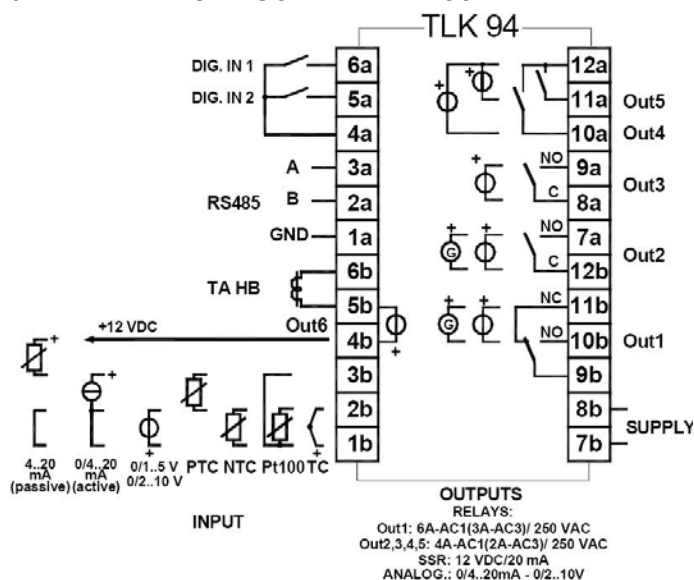 TLK 94
DIG. IN 1
DIG. IN 2
6a
5a
4a
3a
2a
1a
6b
5b
4b
3b
2b
1b
A
B
RS485
GND
TA HB
Out6
+12 VDC
+
+
+
+
+
4..20 mA (passive)
0/4..20 mA (active)
0/1..5 V
0/2..10 V
PTC
NTC
Pt100
TC
INPUT
+
+
+
+
+
+
+
G
G
NO
C
NO
C
NC
NO
12a
11a
10a
9a
8a
7a
12b
11b
10b
9b
8b
7b
Out5
Out4
Out3
Out2
Out1
SUPPLY
OUTPUTS
RELAYS:
Out1: 6A-AC1(3A-AC3)/ 250 VAC
Out2,3,4,5: 4A-AC1(2A-AC3)/ 250 VAC
SSR: 12 VDC/20 mA
ANALOG.: 0/4..20mA - 0/2..10V